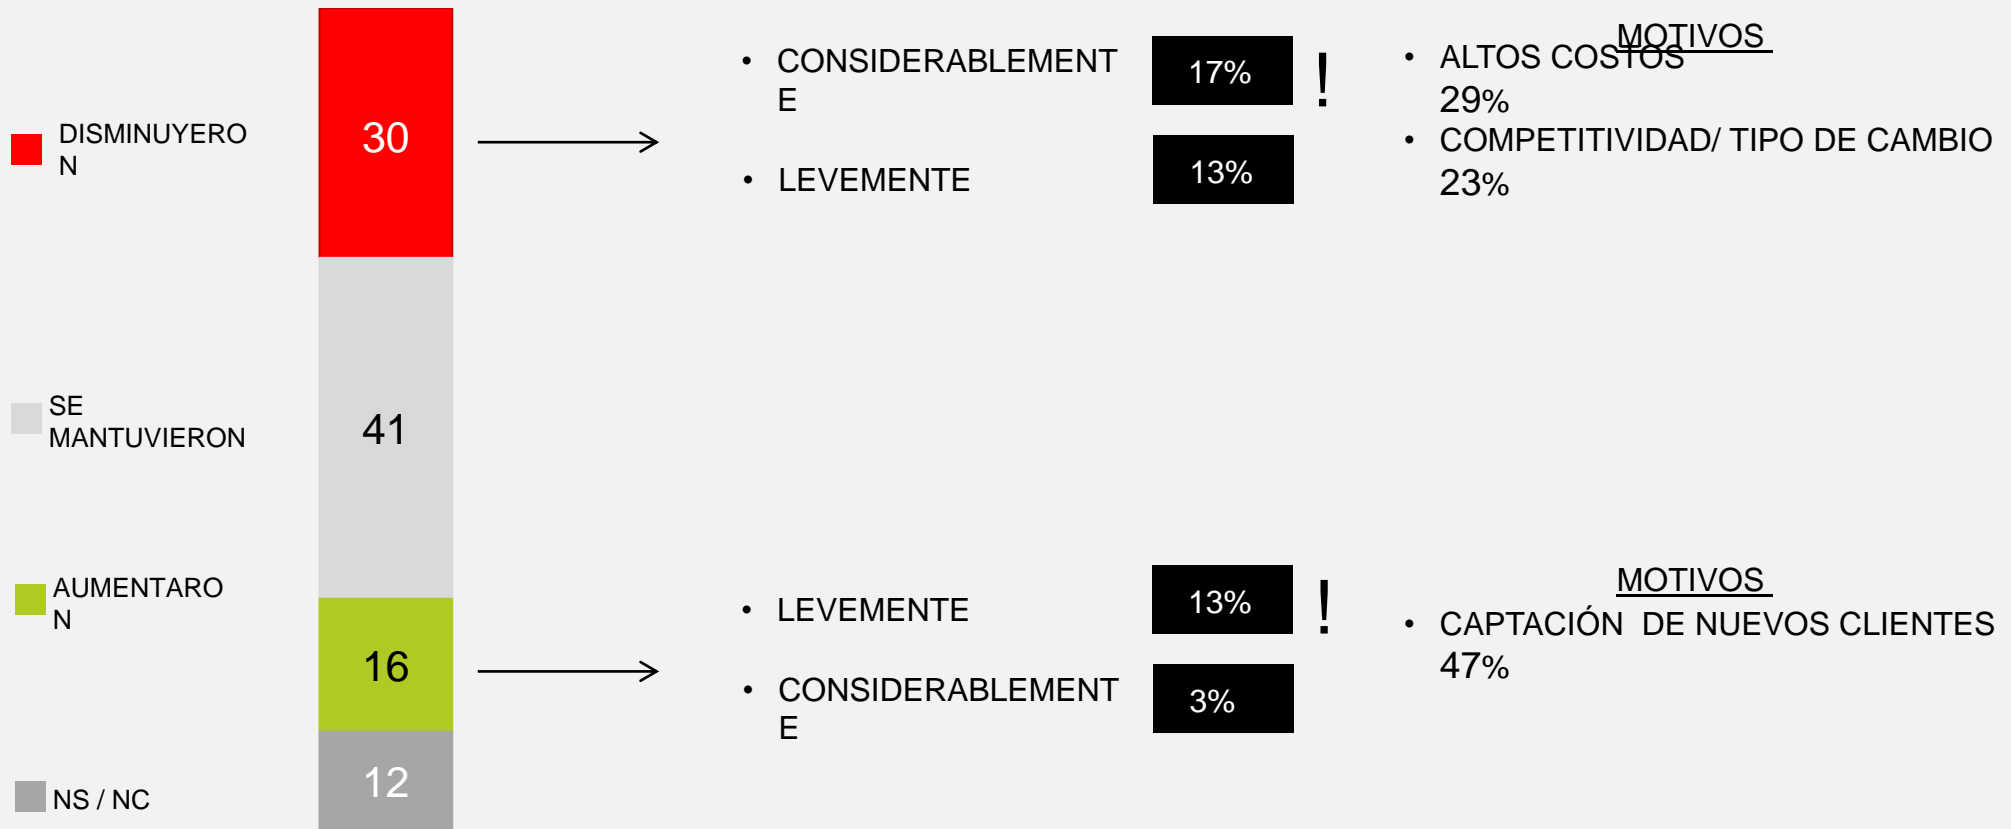 DISMINUYERO
N
30
• CONSIDERABLEMENT
E
17%
!
• LEVEMENTE
13%
MOTIVOS
• ALTOS COSTOS
29%
• COMPETITIVIDAD/ TIPO DE CAMBIO
23%
SE
MANTUVIERON
41
AUMENTARO
N
16
• LEVEMENTE
13%
!
• CONSIDERABLEMENT
E
3%
MOTIVOS
• CAPTACIÓN DE NUEVOS CLIENTES
47%
NS / NC
12